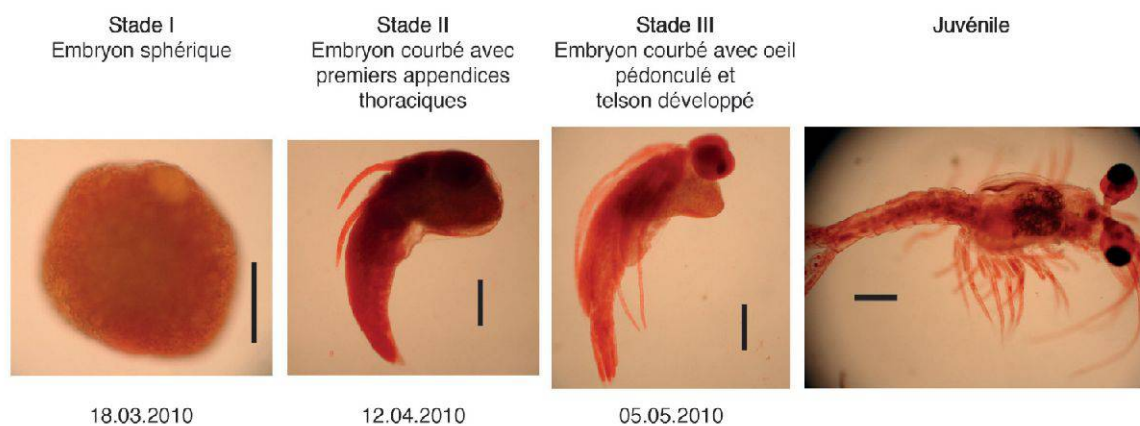 Stade I
Embryon sphérique
Stade II
Embryon courbé avec
premiers appendices
thoraciques
Stade III
Embryon courbé avec oeil
pédonculé et
telson développé
Juvénile
18.03.2010
12.04.2010
05.05.2010